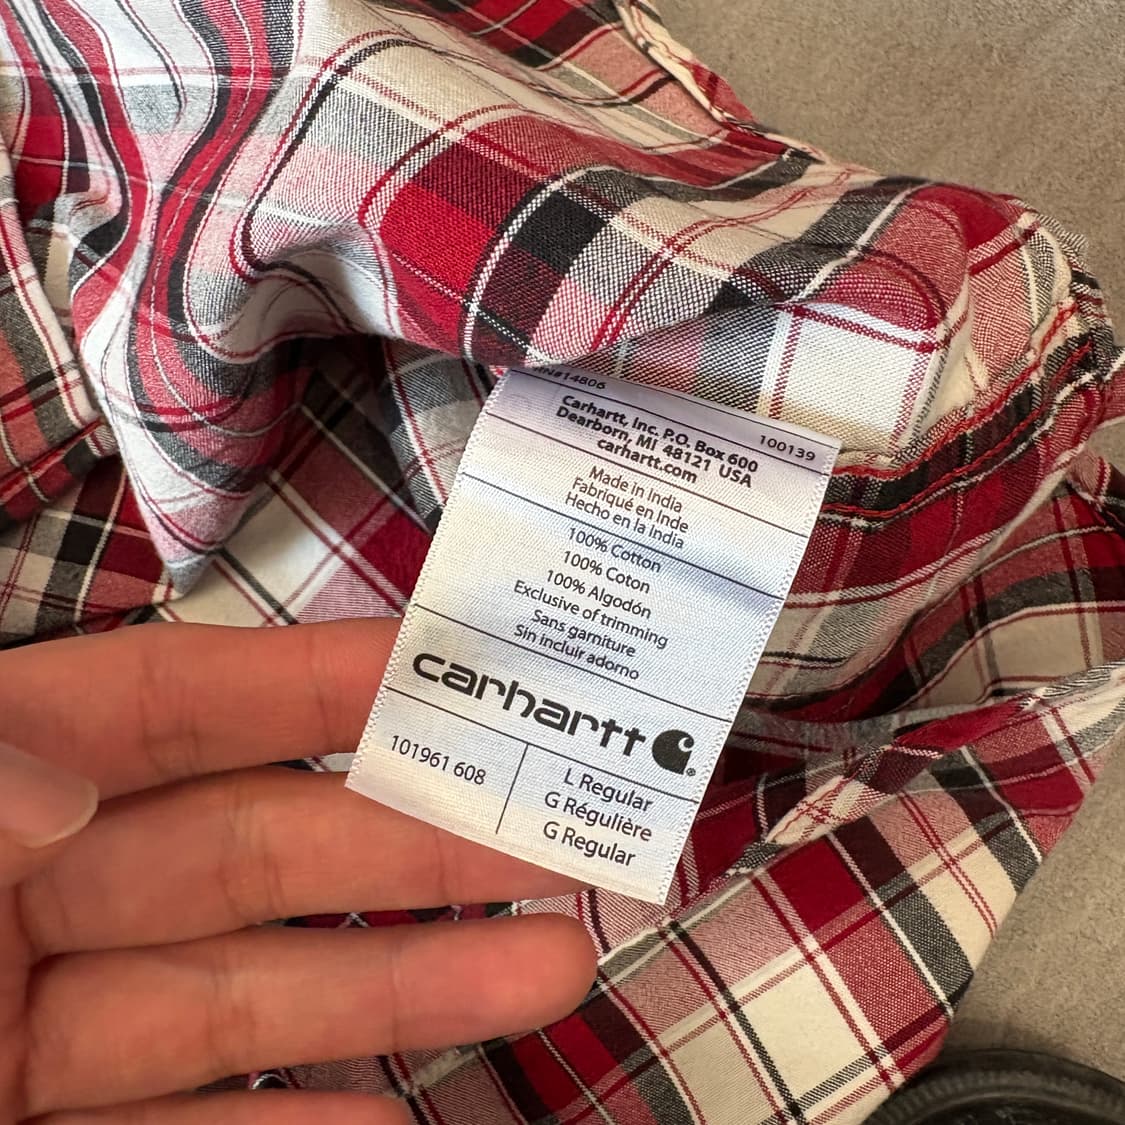 RN#14806
100139
Carhartt, Inc. P.O. Box 600
Dearborn, MI 48121 USA
carhartt.com
Made in India
Fabriqué en Inde
Hecho en la India
100% Cotton
100% Coton
100% Algodón
Exclusive of trimming
Sans garniture
Sin incluir adorno
carhartt
101961 608
L Regular
G Régulière
G Regular